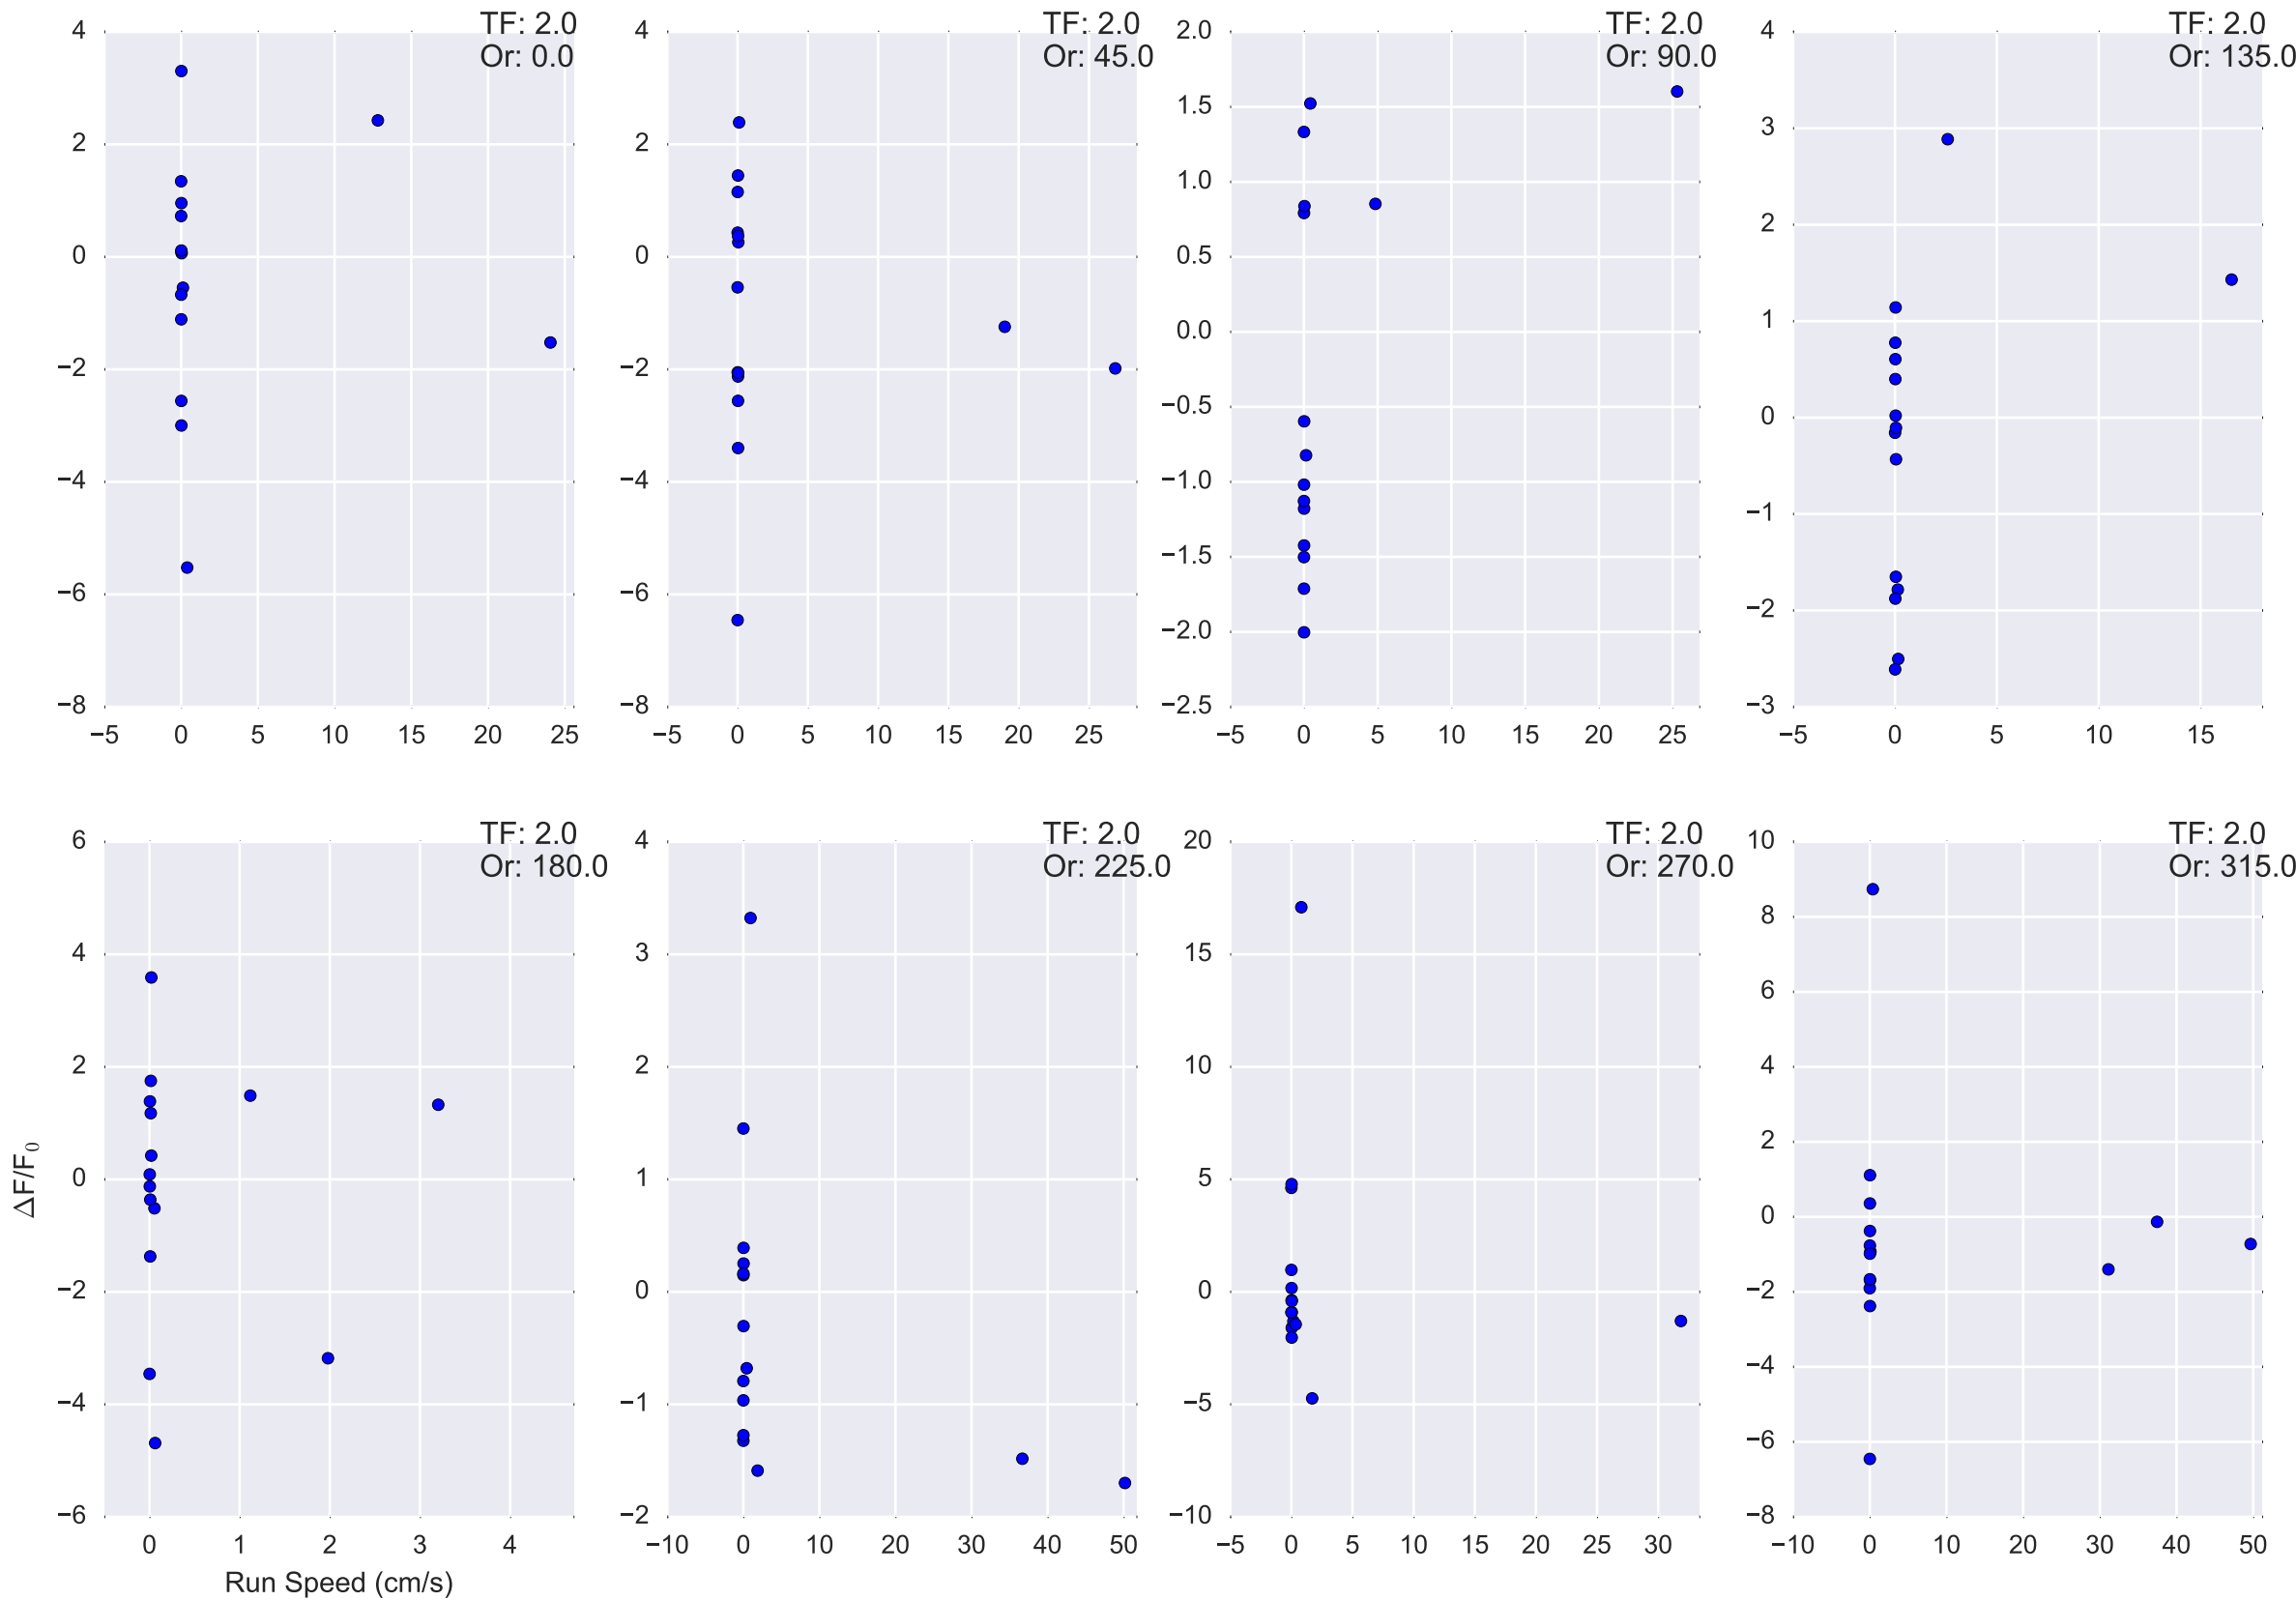 TF: 2.0
Or: 0.0
4
2
0
−2
−4
−6
−8
−5 0 5 10 15 20 25
TF: 2.0
Or: 45.0
4
2
0
−2
−4
−6
−8
−5 0 5 10 15 20 25
TF: 2.0
Or: 90.0
2.0
1.5
1.0
0.5
0.0
−0.5
−1.0
−1.5
−2.0
−2.5
−5 0 5 10 15 20 25
TF: 2.0
Or: 135.0
4
3
2
1
0
−1
−2
−3
−5 0 5 10 15
TF: 2.0
Or: 180.0
6
4
2
0
−2
−4
−6
ΔF/F₀
0 1 2 3 4
Run Speed (cm/s)
TF: 2.0
Or: 225.0
4
3
2
1
0
−1
−2
−10 0 10 20 30 40 50
TF: 2.0
Or: 270.0
20
15
10
5
0
−5
−10
−5 0 5 10 15 20 25 30
TF: 2.0
Or: 315.0
10
8
6
4
2
0
−2
−4
−6
−8
−10 0 10 20 30 40 50